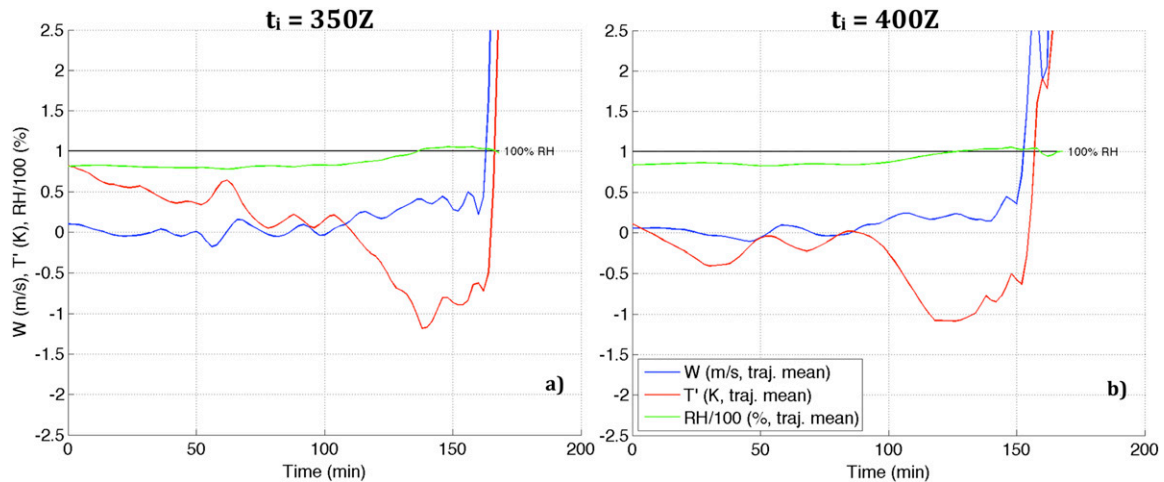 tᵢ = 350Z
2.5
2
1.5
1
0.5
0
-0.5
-1
-1.5
-2
-2.5
W (m/s), T' (K), RH/100 (%)
100% RH
a)
0 50 100 150 200
Time (min)
tᵢ = 400Z
2.5
2
1.5
1
0.5
0
-0.5
-1
-1.5
-2
-2.5
100% RH
W (m/s, traj. mean)
T' (K, traj. mean)
RH/100 (%, traj. mean)
b)
0 50 100 150 200
Time (min)